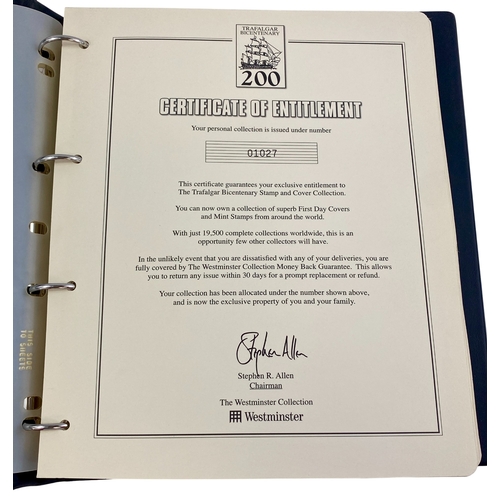 TRAFALGAR
BICENTENARY
200
CERTIFICATE OF ENTITLEMENT
Your personal collection is issued under number
01027
This certificate guarantees your exclusive entitlement to
The Trafalgar Bicentenary Stamp and Cover Collection.
You can now own a collection of superb First Day Covers
and Mint Stamps from around the world.
With just 19,500 complete collections worldwide, this is an
opportunity few other collectors will have.
In the unlikely event that you are dissatisfied with any of your deliveries, you are
fully covered by The Westminster Collection Money Back Guarantee. This allows
you to return any issue within 30 days for a prompt replacement or refund.
Your collection has been allocated under the number shown above,
and is now the exclusive property of you and your family.
Stephen Allen
Stephen R. Allen
Chairman
The Westminster Collection
Westminster
THIS SIDE
TO SHEETS